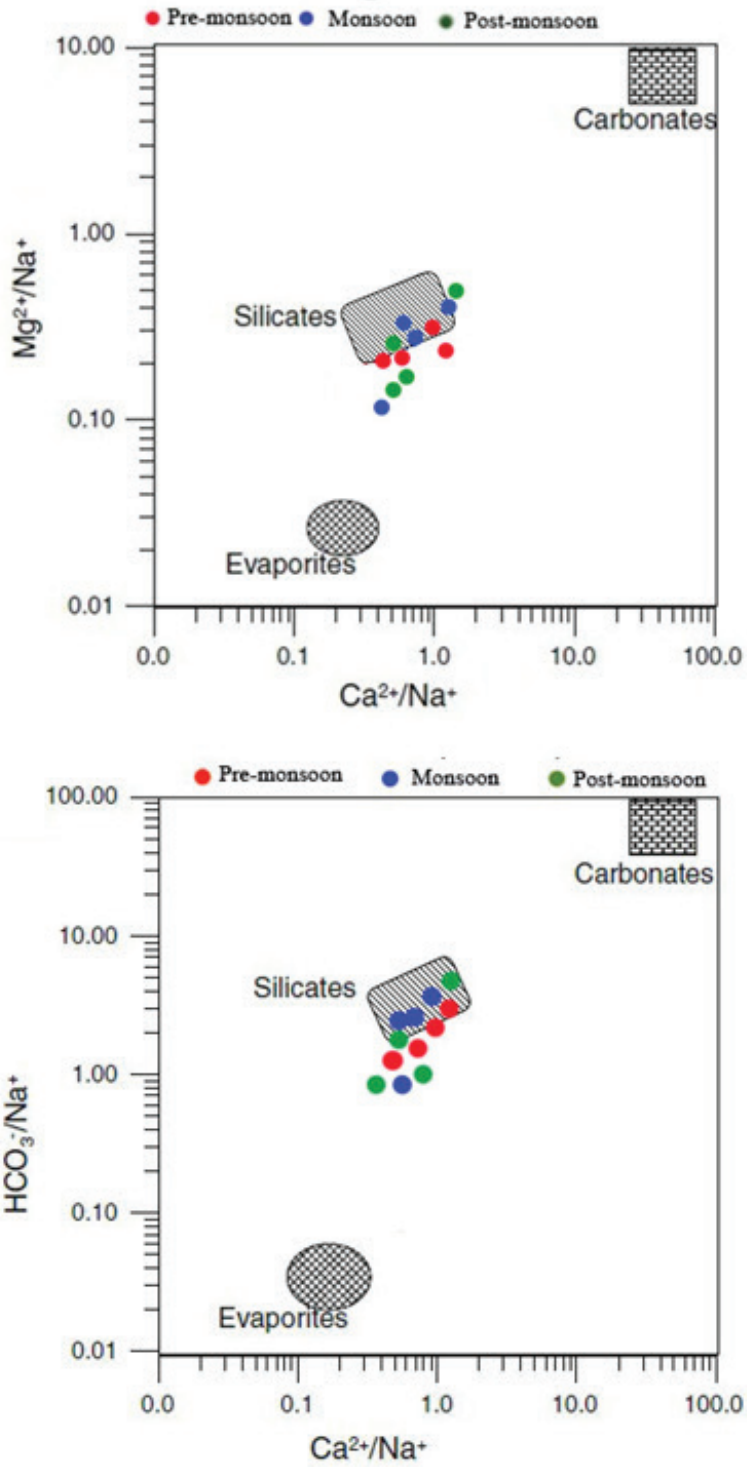 Pre-monsoon Monsoon Post-monsoon
10.00
Carbonates
1.00
Mg²⁺/Na⁺
Silicates
0.10
Evaporites
0.01
0.0 0.1 1.0 10.0 100.0
Ca²⁺/Na⁺
Pre-monsoon Monsoon Post-monsoon
100.00
Carbonates
10.00
Silicates
1.00
HCO₃⁻/Na⁺
0.10
Evaporites
0.01
0.0 0.1 1.0 10.0 100.0
Ca²⁺/Na⁺